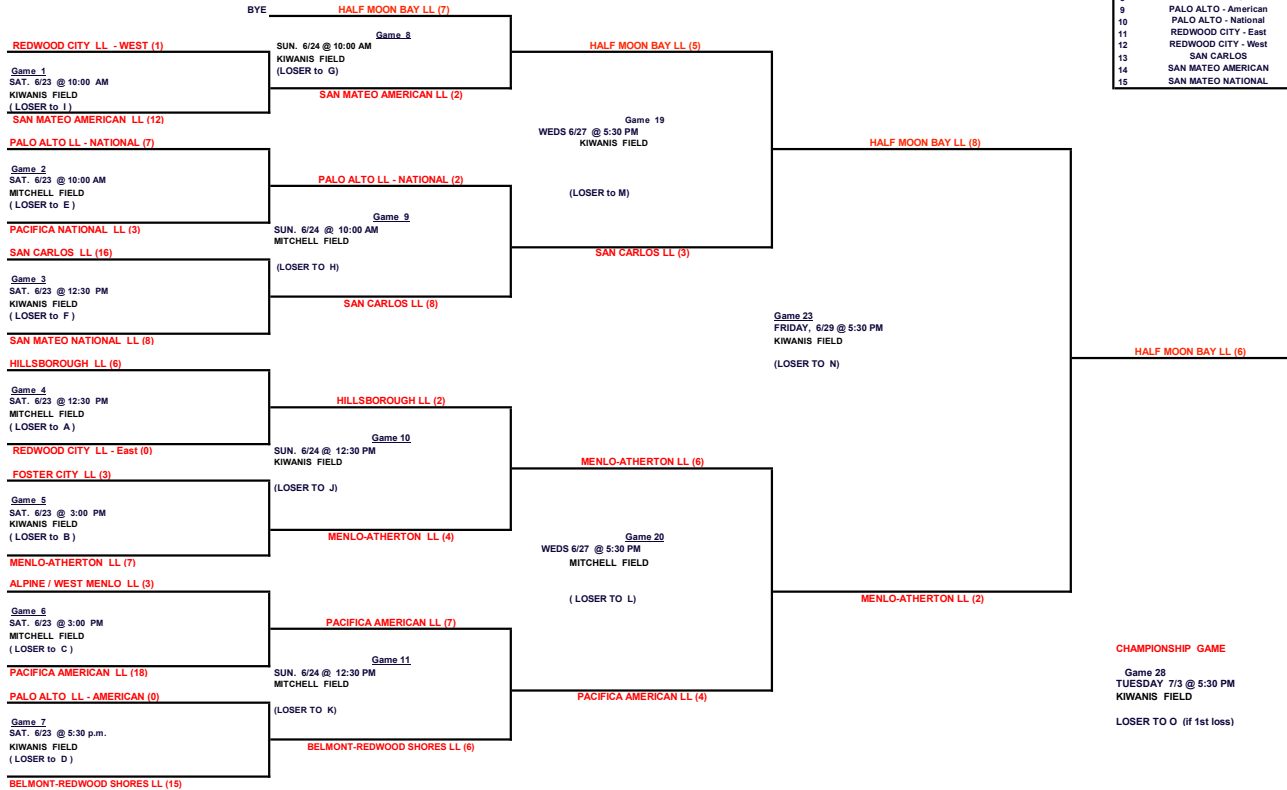 BYE
HALF MOON BAY LL (7)
Game 8
SUN. 6/24 @ 10:00 AM
KIWANIS FIELD
(LOSER to G)
SAN MATEO AMERICAN LL (2)
REDWOOD CITY LL - WEST (1)
Game 1
SAT. 6/23 @ 10:00 AM
KIWANIS FIELD
( LOSER to I )
SAN MATEO AMERICAN LL (12)
PALO ALTO LL - NATIONAL (7)
Game 2
SAT. 6/23 @ 10:00 AM
MITCHELL FIELD
( LOSER to E )
PACIFICA NATIONAL LL (3)
PALO ALTO LL - NATIONAL (2)
Game 9
SUN. 6/24 @ 10:00 AM
MITCHELL FIELD
(LOSER TO H)
SAN CARLOS LL (8)
SAN CARLOS LL (16)
Game 3
SAT. 6/23 @ 12:30 PM
KIWANIS FIELD
( LOSER to F )
SAN MATEO NATIONAL LL (8)
HILLSBOROUGH LL (6)
Game 4
SAT. 6/23 @ 12:30 PM
MITCHELL FIELD
( LOSER to A )
REDWOOD CITY LL - East (0)
HILLSBOROUGH LL (2)
Game 10
SUN. 6/24 @ 12:30 PM
KIWANIS FIELD
(LOSER TO J)
MENLO-ATHERTON LL (4)
FOSTER CITY LL (3)
Game 5
SAT. 6/23 @ 3:00 PM
KIWANIS FIELD
( LOSER to B )
MENLO-ATHERTON LL (7)
ALPINE / WEST MENLO LL (3)
Game 6
SAT. 6/23 @ 3:00 PM
MITCHELL FIELD
( LOSER to C )
PACIFICA AMERICAN LL (18)
PACIFICA AMERICAN LL (7)
Game 11
SUN. 6/24 @ 12:30 PM
MITCHELL FIELD
(LOSER TO K)
BELMONT-REDWOOD SHORES LL (6)
PALO ALTO LL - AMERICAN (0)
Game 7
SAT. 6/23 @ 5:30 p.m.
KIWANIS FIELD
( LOSER to D )
BELMONT-REDWOOD SHORES LL (15)
HALF MOON BAY LL (5)
Game 19
WEDS 6/27 @ 5:30 PM
KIWANIS FIELD
(LOSER to M)
SAN CARLOS LL (3)
MENLO-ATHERTON LL (6)
Game 20
WEDS 6/27 @ 5:30 PM
MITCHELL FIELD
( LOSER TO L)
PACIFICA AMERICAN LL (4)
HALF MOON BAY LL (8)
Game 23
FRIDAY, 6/29 @ 5:30 PM
KIWANIS FIELD
(LOSER TO N)
MENLO-ATHERTON LL (2)
HALF MOON BAY LL (6)
CHAMPIONSHIP GAME
Game 28
TUESDAY 7/3 @ 5:30 PM
KIWANIS FIELD
LOSER TO O (if 1st loss)
9 PALO ALTO - American
10 PALO ALTO - National
11 REDWOOD CITY - East
12 REDWOOD CITY - West
13 SAN CARLOS
14 SAN MATEO AMERICAN
15 SAN MATEO NATIONAL